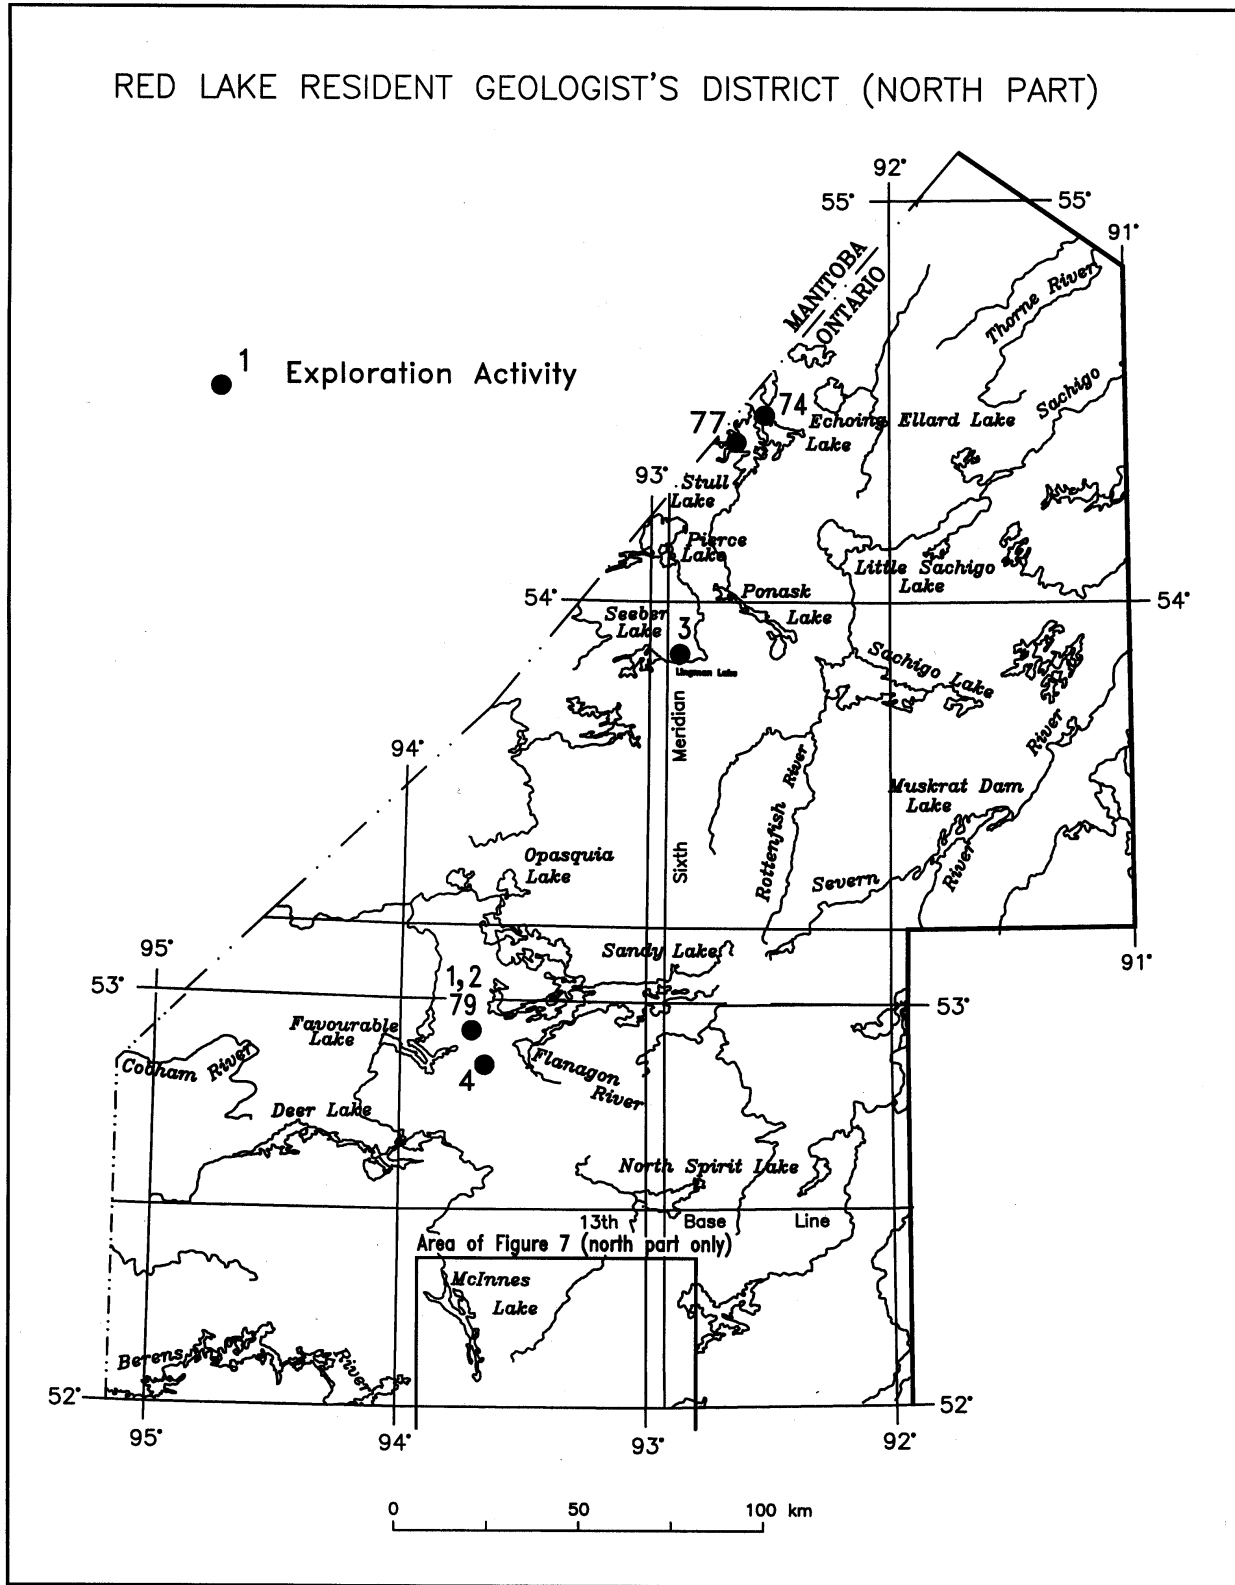 RED LAKE RESIDENT GEOLOGIST'S DISTRICT (NORTH PART)
92°
55°
55°
91°
MANITOBA
ONTARIO
Thorne River
1
Exploration Activity
Sachigo
74
77
Echoing
Lake
Ellard Lake
93°
Stull
Lake
Pierce
Lake
Little Sachigo
Lake
54°
Ponask
Lake
54°
Seeber
Lake
3
Lingman Lake
Sachigo Lake
Meridian
River
94°
Rottenfish River
Muskrat Dam
Lake
Opasquia
Lake
Sixth
Severn
River
95°
Sandy Lake
91°
53°
1,2
79
53°
Favourable
Lake
Cobham River
4
Flanagon
River
Deer Lake
North Spirit Lake
13th Base Line
Area of Figure 7 (north part only)
McInnes
Lake
Berens
River
52°
52°
95°
94°
93°
92°
0 50 100 km